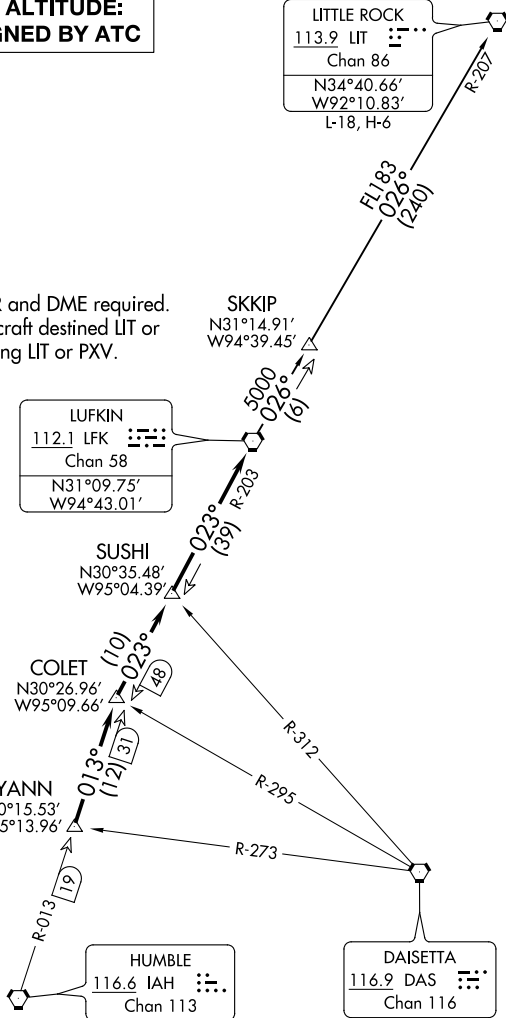 ALTITUDE:
GNED BY ATC
LITTLE ROCK
113.9 LIT
Chan 86
N34°40.66'
W92°10.83'
L-18, H-6
R-207
FL183
026°
(240)
R and DME required.
craft destined LIT or
ng LIT or PXV.
SKKIP
N31°14.91'
W94°39.45'
5000
026°
(6)
LUFKIN
112.1 LFK
Chan 58
N31°09.75'
W94°43.01'
R-203
023°
(39)
SUSHI
N30°35.48'
W95°04.39'
(10)
023°
48
COLET
N30°26.96'
W95°09.66'
013°
(12)
31
R-312
R-295
R-273
YANN
0°15.53'
5°13.96'
R-013
19
HUMBLE
116.6 IAH
Chan 113
DAISETTA
116.9 DAS
Chan 116